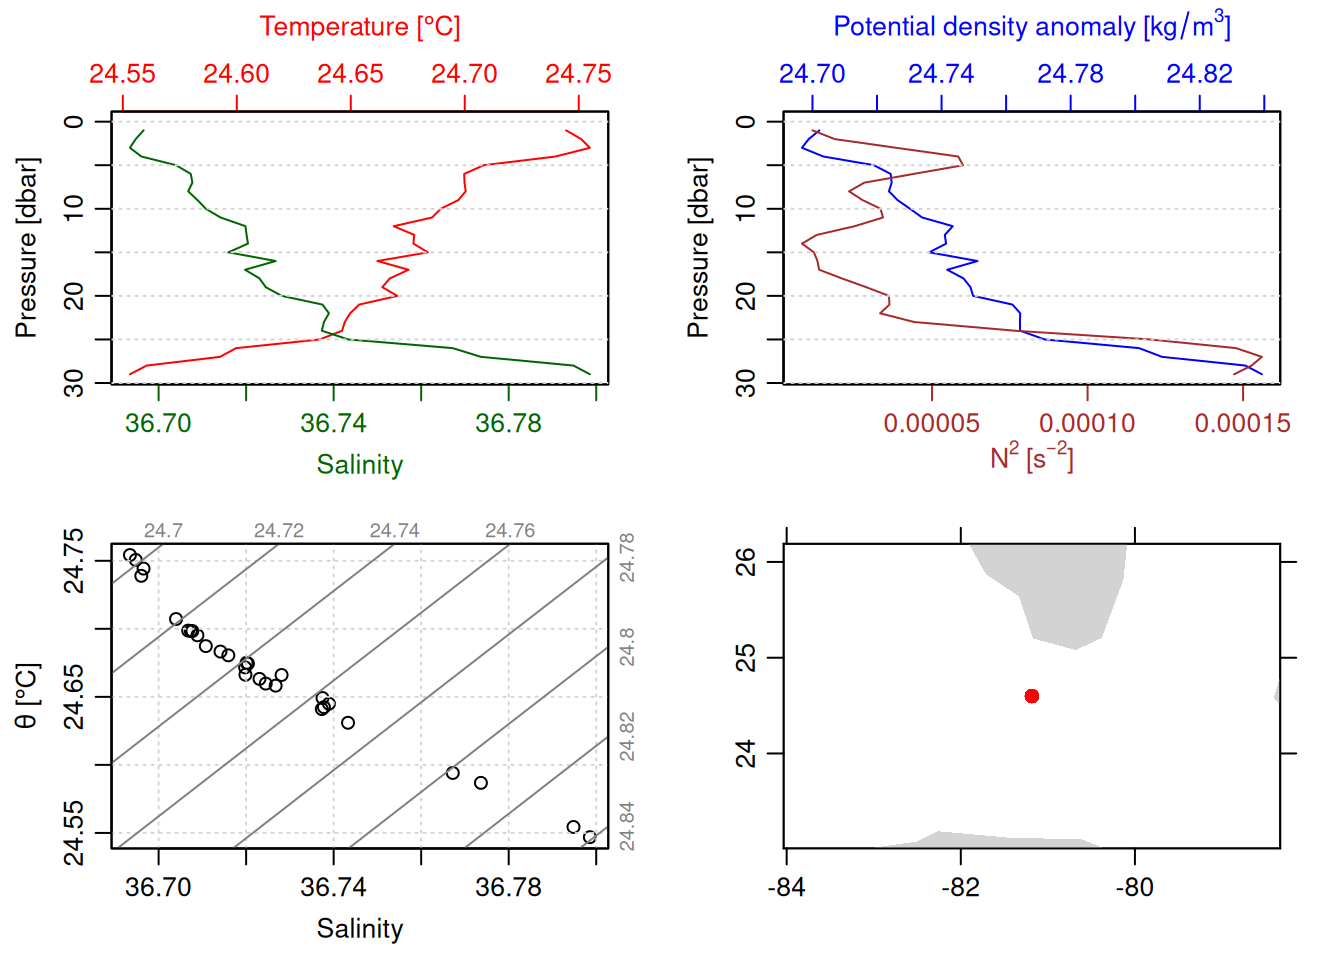 Temperature [°C]
24.55 24.60 24.65 24.70 24.75
Pressure [dbar]
0
10
20
30
36.70 36.74 36.78
Salinity
Potential density anomaly [kg/m³]
24.70 24.74 24.78 24.82
Pressure [dbar]
0
10
20
30
0.00005 0.00010 0.00015
N² [s⁻²]
24.7 24.72 24.74 24.76
24.78
24.8
24.82
24.84
θ [°C]
24.75
24.65
24.55
36.70 36.74 36.78
Salinity
26
25
24
-84 -82 -80